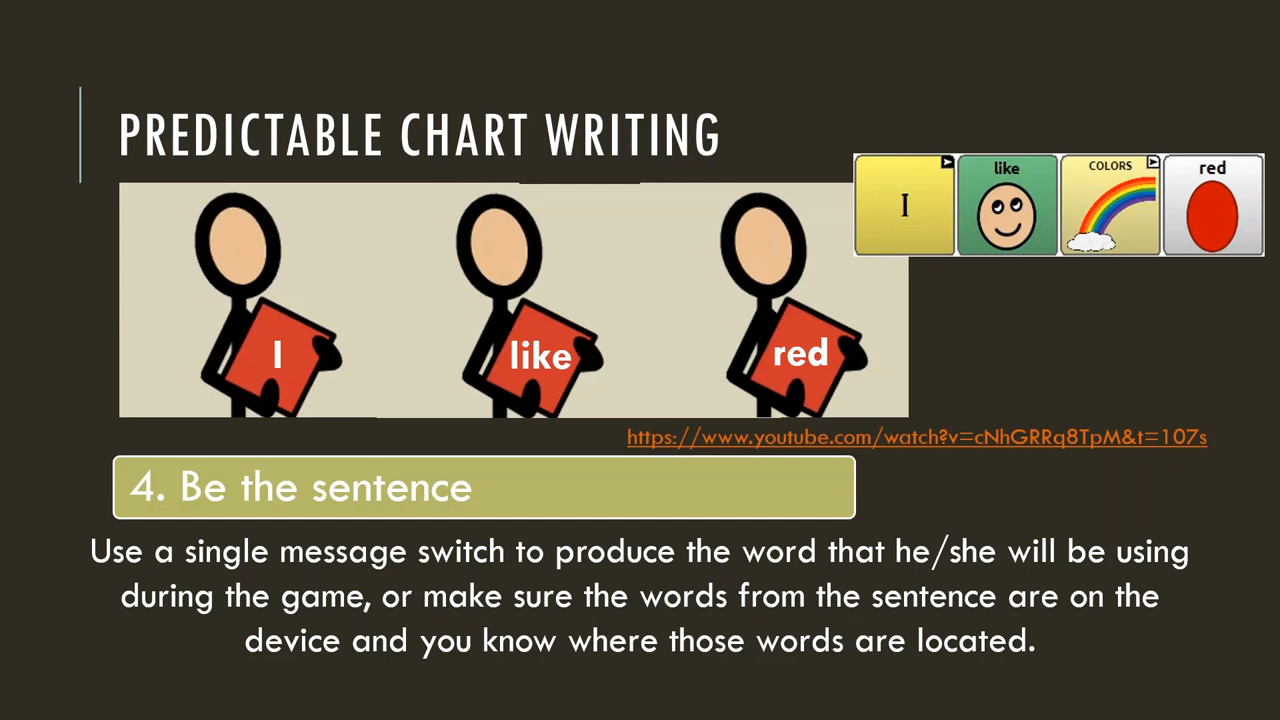 PREDICTABLE CHART WRITING
I
like
COLORS
red
I
like
red
https://www.youtube.com/watch?v=cNhGRRq8TpM&t=107s
4. Be the sentence
Use a single message switch to produce the word that he/she will be using
during the game, or make sure the words from the sentence are on the
device and you know where those words are located.